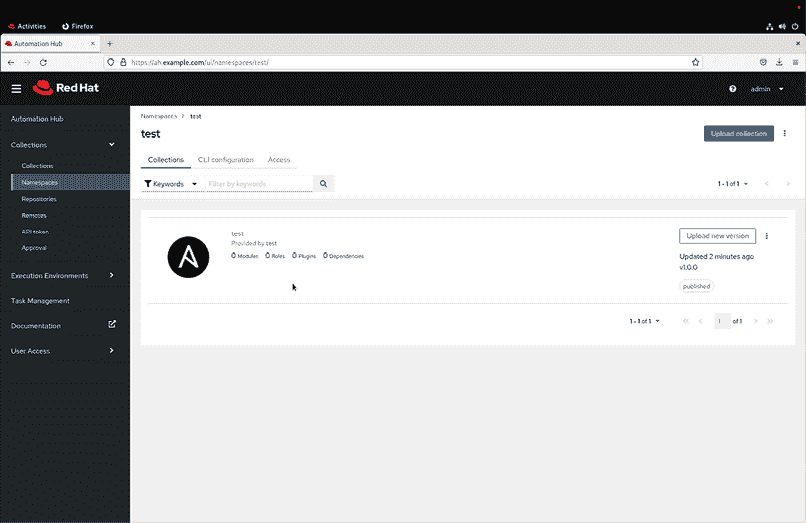 Activities Firefox
Automation Hub
https://ah.example.com/ui/namespaces/test/
Red Hat
admin
Automation Hub
Collections
Collections
Namespaces
Repositories
Remotes
API token
Approval
Execution Environments
Task Management
Documentation
User Access
Namespaces test
test
Upload collection
Collections CLI configuration Access
Keywords Filter by keywords
1 - 1 of 1
test
Provided by test
0 Modules 0 Roles 0 Plugins 0 Dependencies
Upload new version
Updated 2 minutes ago
v1.0.0
published
1 - 1 of 1 1 of 1